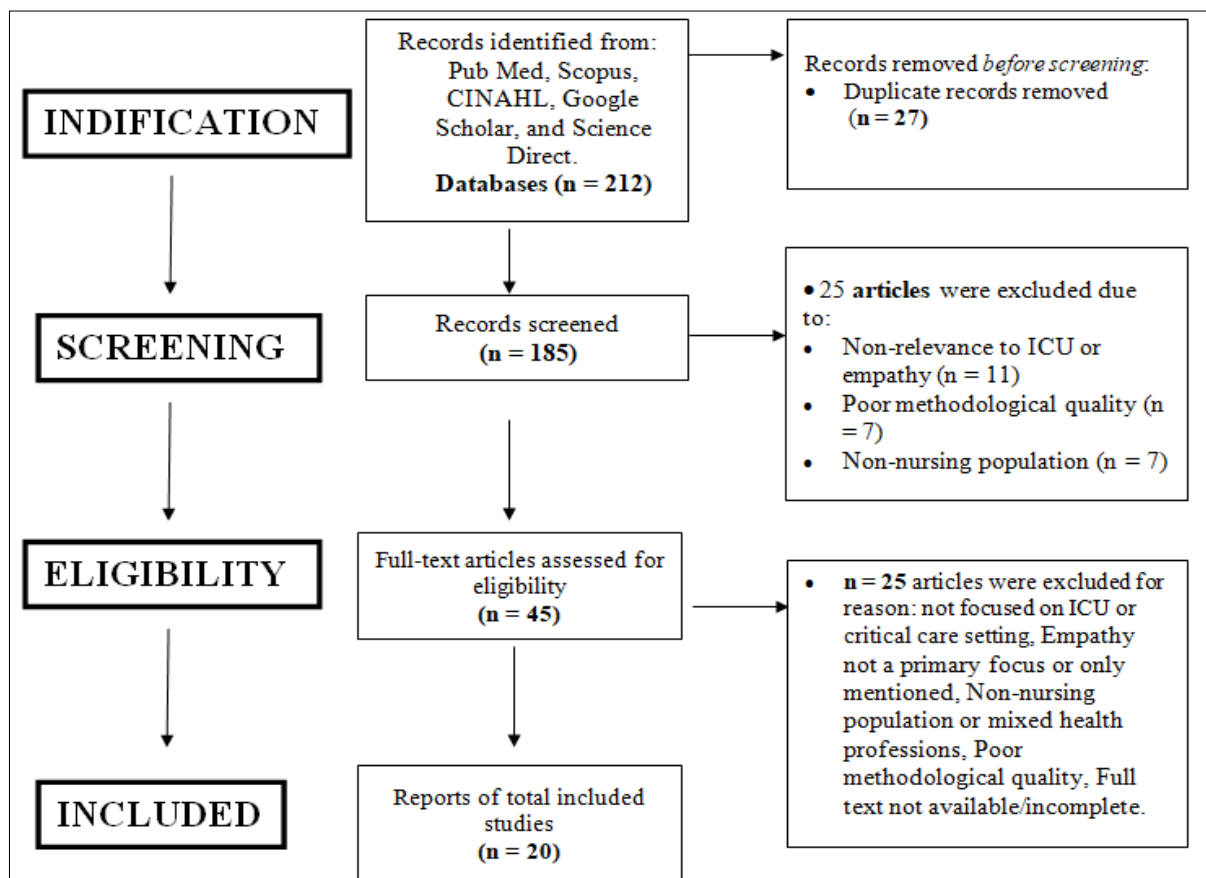 INDIFICATION
Records identified from:
Pub Med, Scopus,
CINAHL, Google
Scholar, and Science
Direct.
Databases (n = 212)
Records removed before screening:
• Duplicate records removed
(n = 27)
SCREENING
Records screened
(n = 185)
• 25 articles were excluded due
to:
• Non-relevance to ICU or
empathy (n = 11)
• Poor methodological quality (n
= 7)
• Non-nursing population (n = 7)
ELIGIBILITY
Full-text articles assessed for
eligibility
(n = 45)
• n = 25 articles were excluded for
reason: not focused on ICU or
critical care setting, Empathy
not a primary focus or only
mentioned, Non-nursing
population or mixed health
professions, Poor
methodological quality, Full
text not available/incomplete.
INCLUDED
Reports of total included
studies
(n = 20)